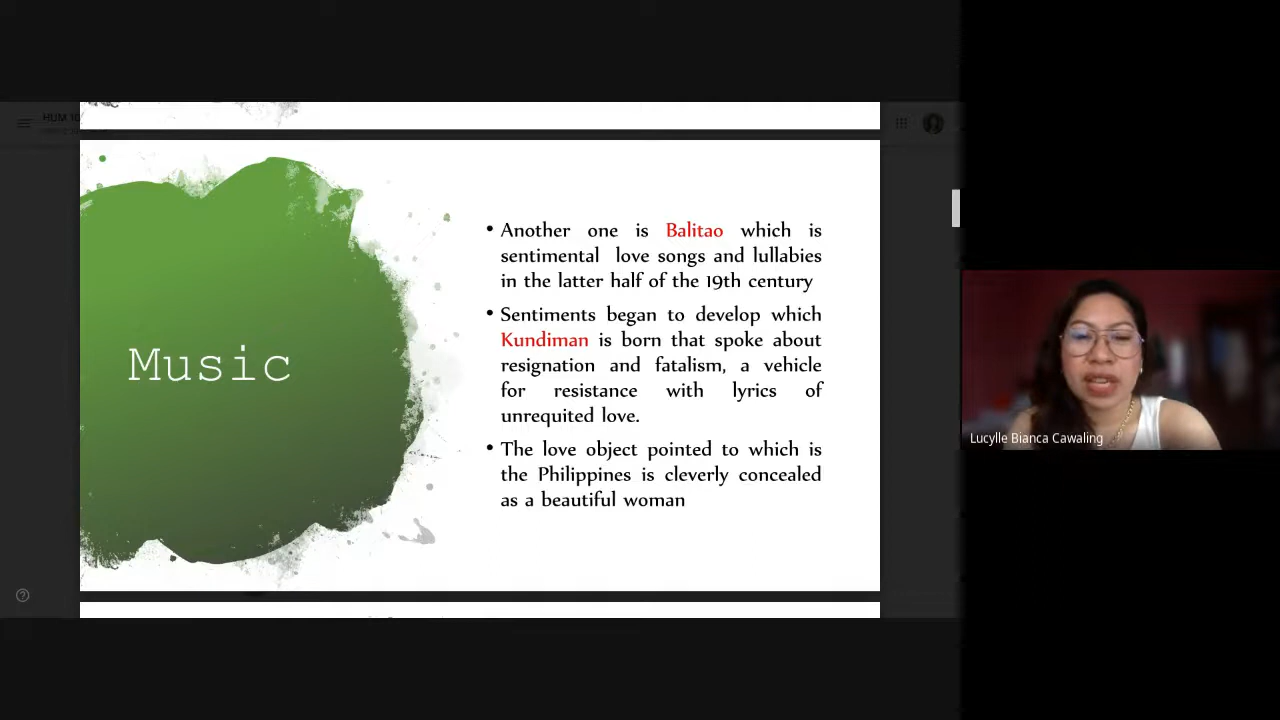 HUM 10
Music
• Another one is Balitao which is
sentimental love songs and lullabies
in the latter half of the 19th century
• Sentiments began to develop which
Kundiman is born that spoke about
resignation and fatalism, a vehicle
for resistance with lyrics of
unrequited love.
• The love object pointed to which is
the Philippines is cleverly concealed
as a beautiful woman
Lucylle Bianca Cawaling